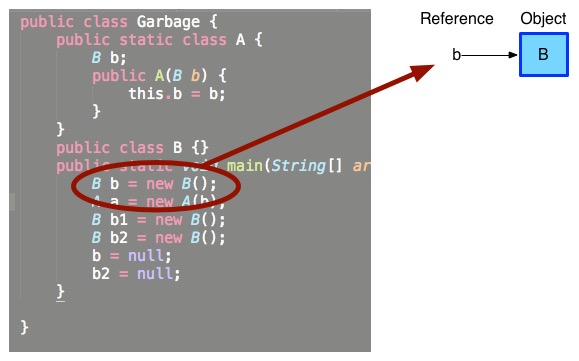 public class Garbage {
public static class A {
B b;
public A(B b) {
this.b = b;
}
}
public class B {}
public static void main(String[] ar
B b = new B();
A a = new A(b);
B b1 = new B();
B b2 = new B();
b = null;
b2 = null;
}
}
Reference Object
b B